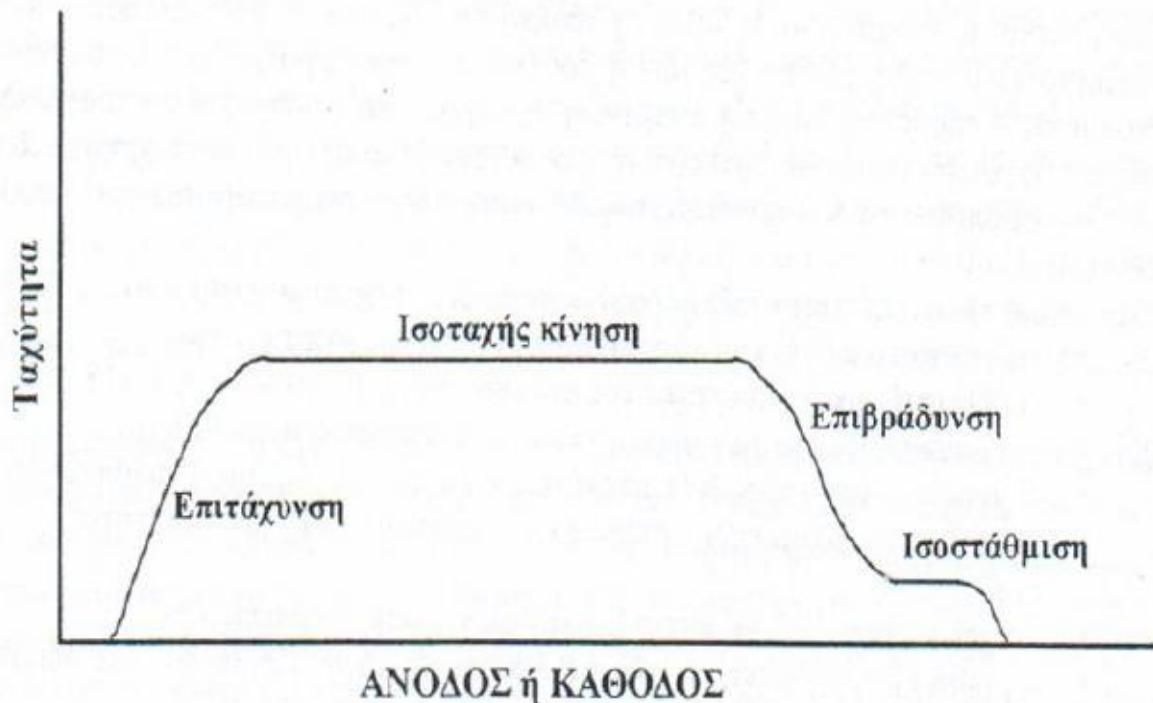 Ταχύτητα
Ισοταχής κίνηση
Επιβράδυνση
Επιτάχυνση
Ισοστάθμιση
ΑΝΟΔΟΣ ή ΚΑΘΟΔΟΣ